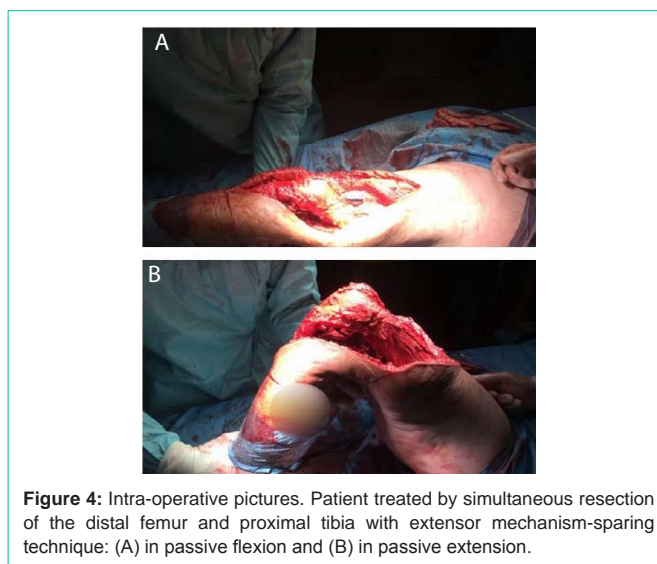 A
B
Figure 4: Intra-operative pictures. Patient treated by simultaneous resection
of the distal femur and proximal tibia with extensor mechanism-sparing
technique: (A) in passive flexion and (B) in passive extension.